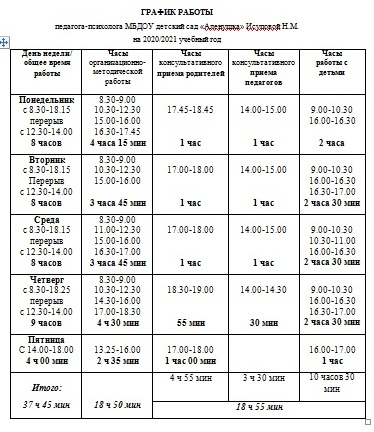 ГРАФИК РАБОТЫ
педагога-психолога МБДОУ детский сад «Аленушка» Исуповой Н.М.
на 2020/2021 учебный год
День недели/
общее время
работы
Часы
организационно-
методической
работы
Часы
консультативного
приема родителей
Часы
консультативного
приема
педагогов
Часы
работы с
детьми
Понедельник
с 8.30-18.15
перерыв
с 12.30-14.00
8 часов
8.30-9.00
10.30-12.30
15.00-16.00
16.30-17.45
4 часа 15 мин
17.45-18.45
1 час
14.00-15.00
1 час
9.00-10.30
16.00-16.30
2 часа
Вторник
с 8.30-18.15
Перерыв
с 12.30-14.00
8 часов
8.30-9.00
10.30-12.30
15.00-16.00
3 часа 45 мин
17.00-18.00
1 час
14.00-15.00
1 час
9.00-10.30
16.00-16.30
16.30-17.00
2 часа 30 мин
Среда
с 8.30-18.15
перерыв
с 12.30-14.00
8 часов
8.30-9.00
11.00-12.30
15.00-16.00
16.30-17.00
3 часа 45 мин
17.00-18.00
1 час
14.00-15.00
1 час
9.00-10.30
10.30-11.00
16.00-16.30
2 часа 30 мин
Четверг
с 8.30-18.25
перерыв
с 12.30-14.00
9 часов
8.30-9.00
10.30-12.30
14.30-16.00
17.00-18.30
4 ч 30 мин
18.30-19.00
55 мин
14.00-14.30
30 мин
9.00-10.30
16.00-16.30
16.30-17.00
2 часа 30 мин
Пятница
С 14.00-18.00
4 ч 00 мин
13.25-16.00
2 ч 35 мин
17.00-18.00
1 час 00 мин
16.00-17.00
1 час
Итого:
37 ч 45 мин
18 ч 50 мин
4 ч 55 мин
3 ч 30 мин
10 часов 30
мин
18 ч 55 мин